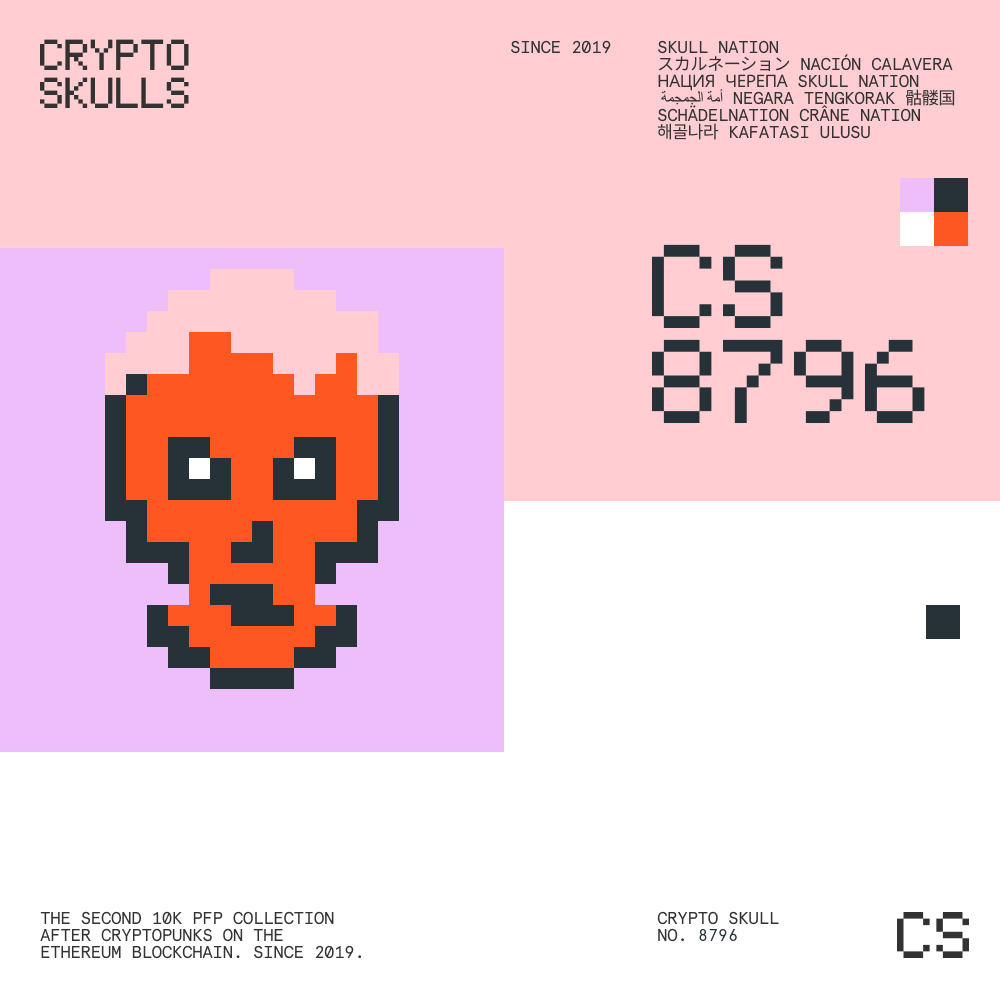 CRYPTO
SKULLS
SINCE 2019
SKULL NATION
スカルネーション NACIÓN CALAVERA
НАЦИЯ ЧЕРЕПА SKULL NATION
أمة الجمجمة NEGARA TENGKORAK 骷髅国
SCHÄDELNATION CRÂNE NATION
해골나라 KAFATASI ULUSU
CS
8796
THE SECOND 10K PFP COLLECTION
AFTER CRYPTOPUNKS ON THE
ETHEREUM BLOCKCHAIN. SINCE 2019.
CRYPTO SKULL
NO. 8796
CS